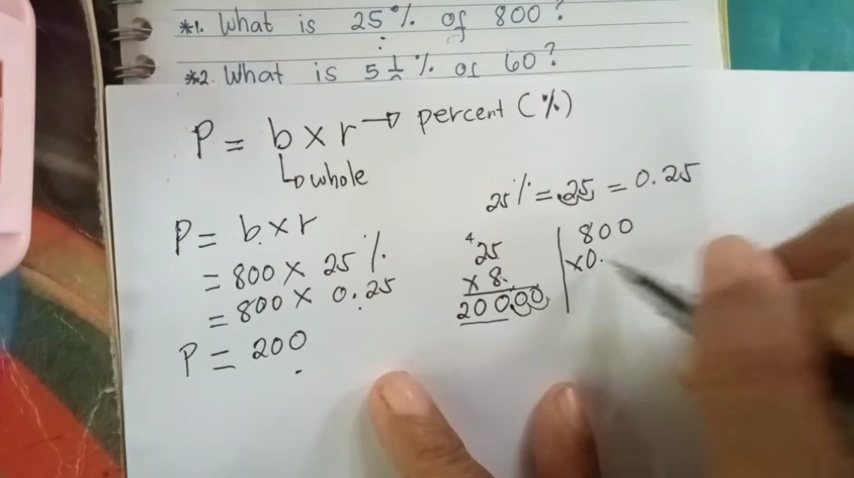 *1. What is 25% of 800?
*2. What is 5 1/2 % of 60?
P = b x r → percent (%)
whole
25% = .25 = 0.25
P = b x r
= 800 x 25%
= 800 x 0.25
P = 200
4
25
x 8
20000
800
x0.